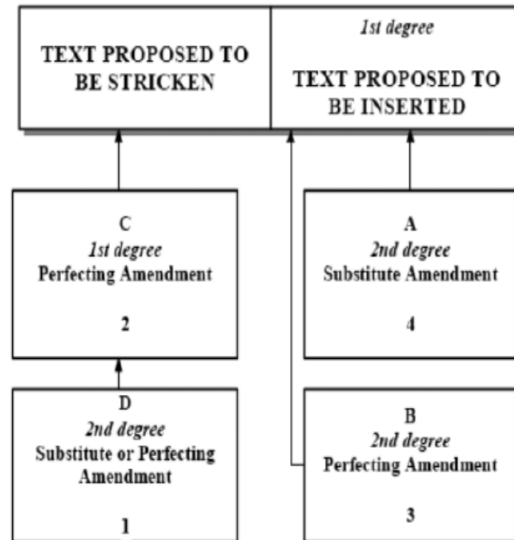 TEXT PROPOSED TO
BE STRICKEN
1st degree
TEXT PROPOSED TO
BE INSERTED
C
1st degree
Perfecting Amendment
2
A
2nd degree
Substitute Amendment
4
D
2nd degree
Substitute or Perfecting
Amendment
1
B
2nd degree
Perfecting Amendment
3